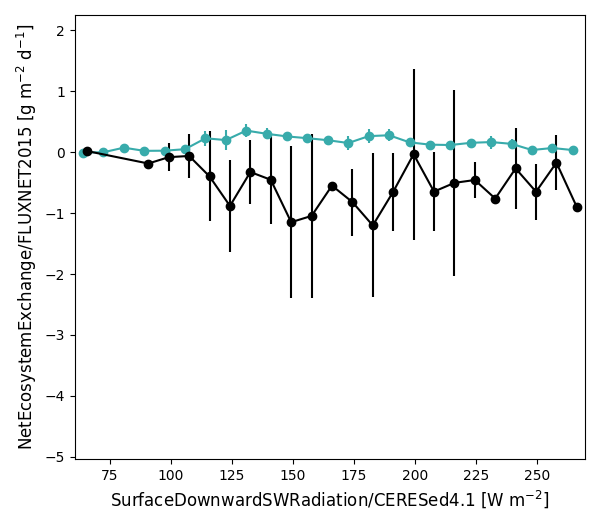 NetEcosystemExchange/FLUXNET2015 [g m⁻² d⁻¹]
2
1
0
−1
−2
−3
−4
−5
75 100 125 150 175 200 225 250
SurfaceDownwardSWRadiation/CERESed4.1 [W m⁻²]